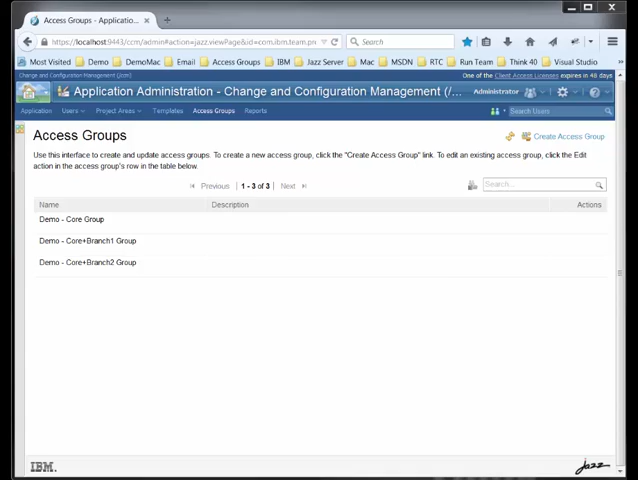 Access Groups - Applicatio...
https://localhost:9443/ccm/admin#action=jazz.viewPage&id=com.ibm.team.pr
Search
Most Visited Demo DemoMac Email Access Groups IBM Jazz Server Mac MSDN RTC Run Team Think 40 Visual Studio
Change and Configuration Management (/ccm) One of the Client Access Licenses expires in 48 days
Application Administration - Change and Configuration Management (/... Administrator
Application Users Project Areas Templates Access Groups Reports Search Users
Access Groups
Create Access Group
Use this interface to create and update access groups. To create a new access group, click the "Create Access Group" link. To edit an existing access group, click the Edit
action in the access group's row in the table below.
Previous | 1 - 3 of 3 | Next Search...
Name Description Actions
Demo - Core Group
Demo - Core+Branch1 Group
Demo - Core+Branch2 Group
IBM. jazz